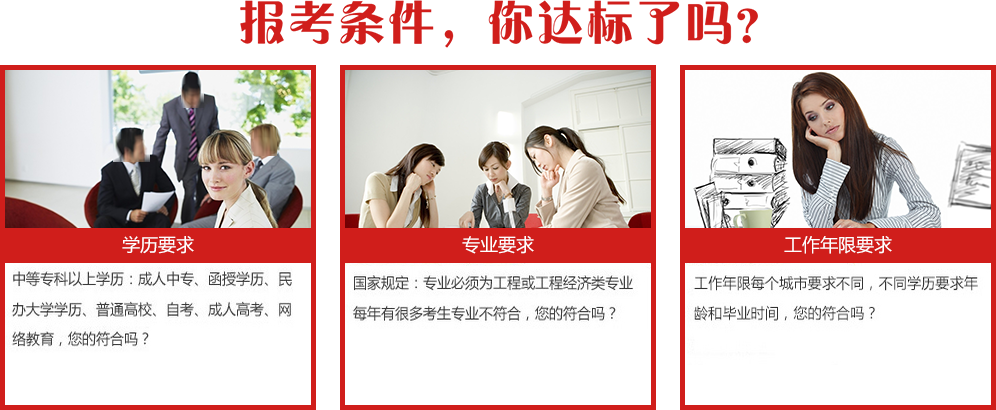 报考条件，你达标了吗？
学历要求
中等专科以上学历：成人中专、函授学历、民
办大学学历、普通高校、自考、成人高考、网
络教育，您的符合吗？
专业要求
国家规定：专业必须为工程或工程经济类专业
每年有很多考生专业不符合，您的符合吗？
工作年限要求
工作年限每个城市要求不同，不同学历要求年
龄和毕业时间，您的符合吗？